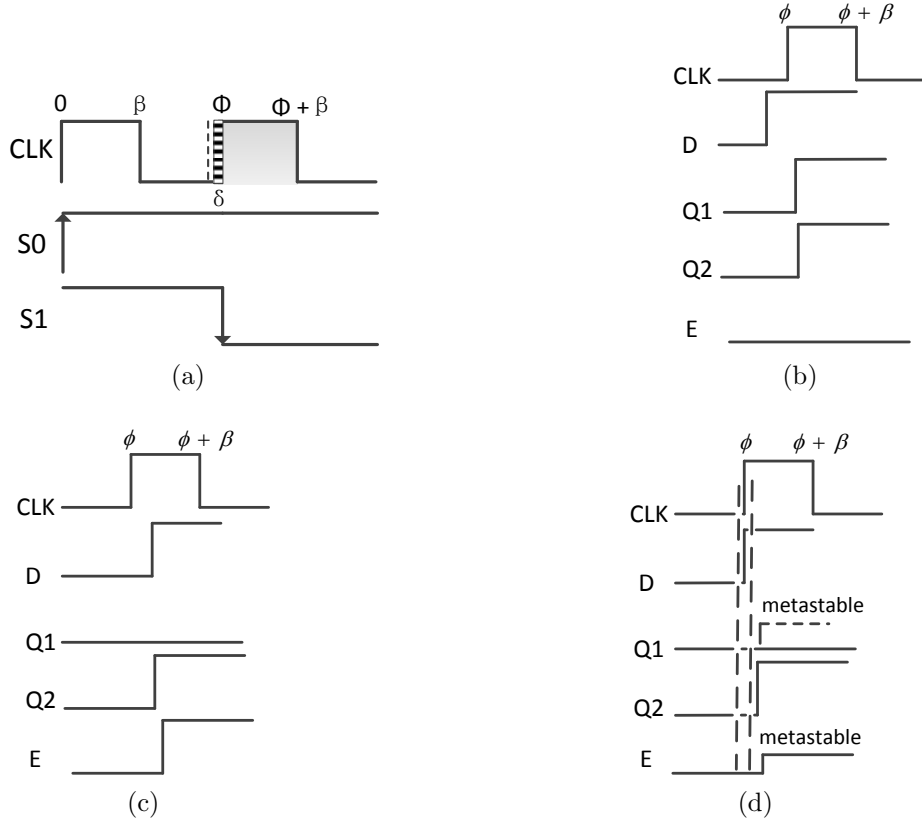 0 β Φ Φ + β
CLK
δ
S0
S1
(a)
ϕ ϕ + β
CLK
D
Q1
Q2
E
(b)
ϕ ϕ + β
CLK
D
Q1
Q2
E
(c)
ϕ ϕ + β
CLK
D
metastable
Q1
Q2
metastable
E
(d)